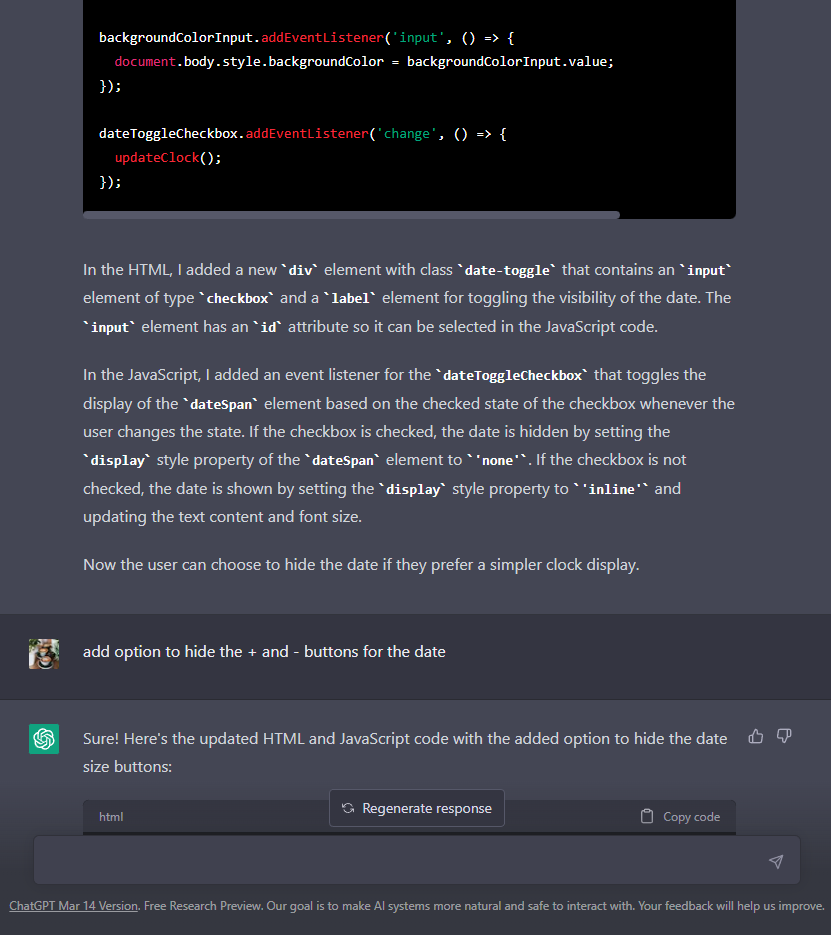 backgroundColorInput.addEventListener('input', () => {
  document.body.style.backgroundColor = backgroundColorInput.value;
});
dateToggleCheckbox.addEventListener('change', () => {
  updateClock();
});
In the HTML, I added a new `div` element with class `date-toggle` that contains an `input`
element of type `checkbox` and a `label` element for toggling the visibility of the date. The
`input` element has an `id` attribute so it can be selected in the JavaScript code.
In the JavaScript, I added an event listener for the `dateToggleCheckbox` that toggles the
display of the `dateSpan` element based on the checked state of the checkbox whenever the
user changes the state. If the checkbox is checked, the date is hidden by setting the
`display` style property of the `dateSpan` element to `'none'`. If the checkbox is not
checked, the date is shown by setting the `display` style property to `'inline'` and
updating the text content and font size.
Now the user can choose to hide the date if they prefer a simpler clock display.
add option to hide the + and - buttons for the date
Sure! Here's the updated HTML and JavaScript code with the added option to hide the date
size buttons:
html
Regenerate response
Copy code
ChatGPT Mar 14 Version. Free Research Preview. Our goal is to make AI systems more natural and safe to interact with. Your feedback will help us improve.